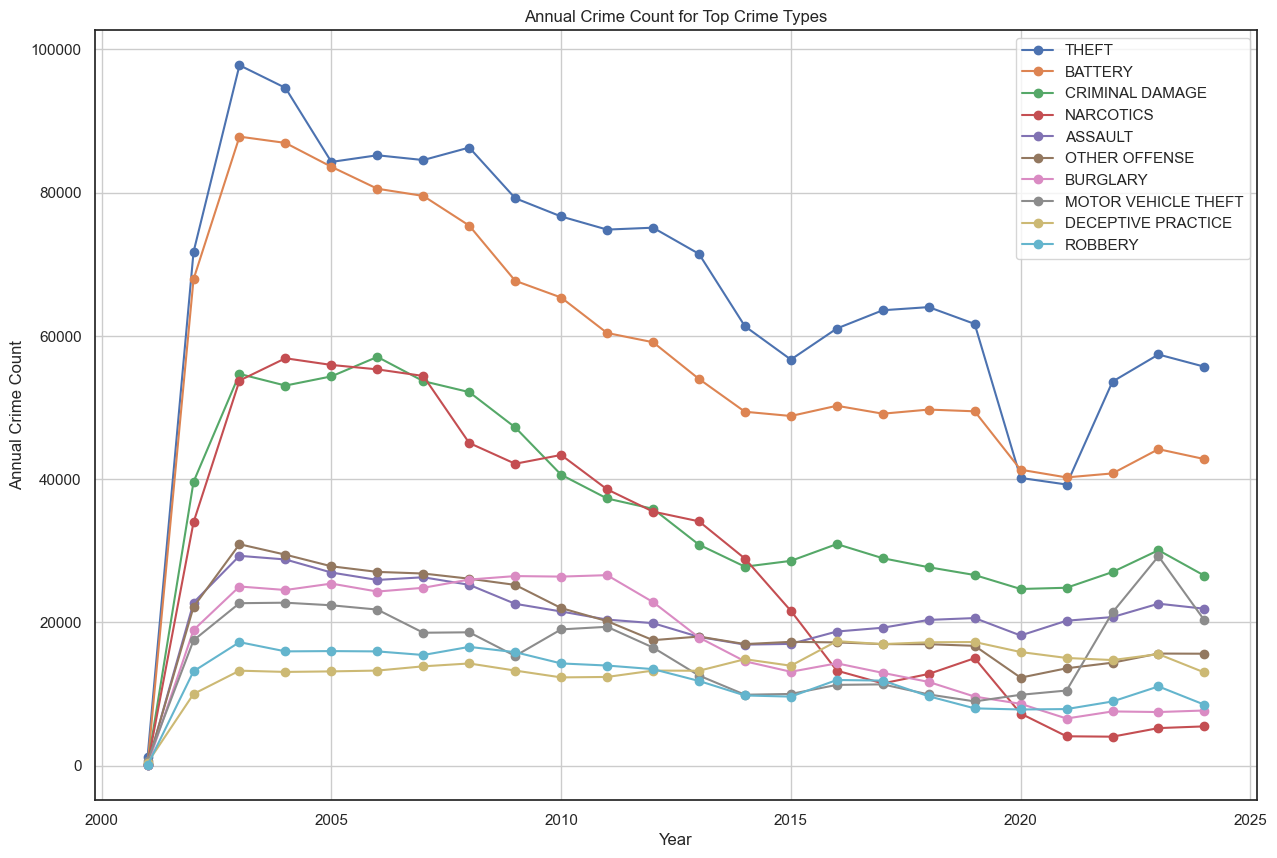 Annual Crime Count for Top Crime Types
100000
80000
60000
40000
20000
0
Annual Crime Count
THEFT
BATTERY
CRIMINAL DAMAGE
NARCOTICS
ASSAULT
OTHER OFFENSE
BURGLARY
MOTOR VEHICLE THEFT
DECEPTIVE PRACTICE
ROBBERY
2000 2005 2010 2015 2020 2025
Year